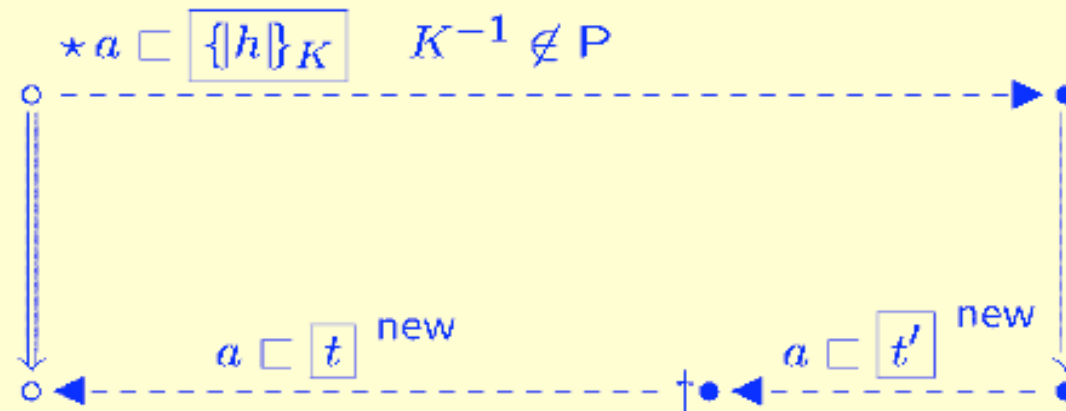 ⋆ a ⊏ {|h|}_K K^{-1} ∉ P
a ⊏ t new a ⊏ t′ new
†